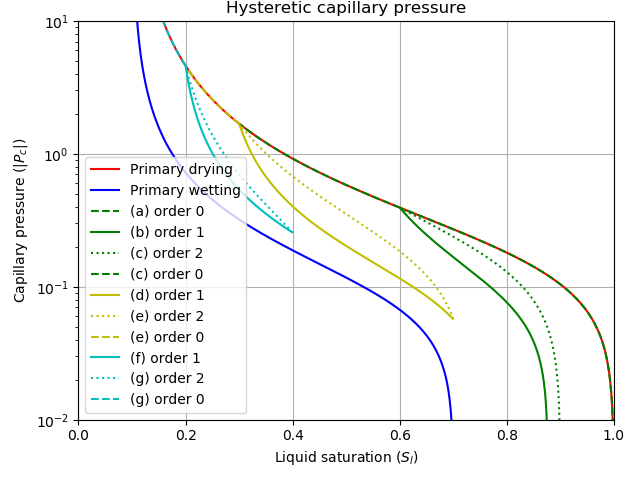 Hysteretic capillary pressure
Capillary pressure (|P_c|)
10^1
10^0
10^−1
10^−2
Primary drying
Primary wetting
(a) order 0
(b) order 1
(c) order 2
(c) order 0
(d) order 1
(e) order 2
(e) order 0
(f) order 1
(g) order 2
(g) order 0
0.0 0.2 0.4 0.6 0.8 1.0
Liquid saturation (S_l)